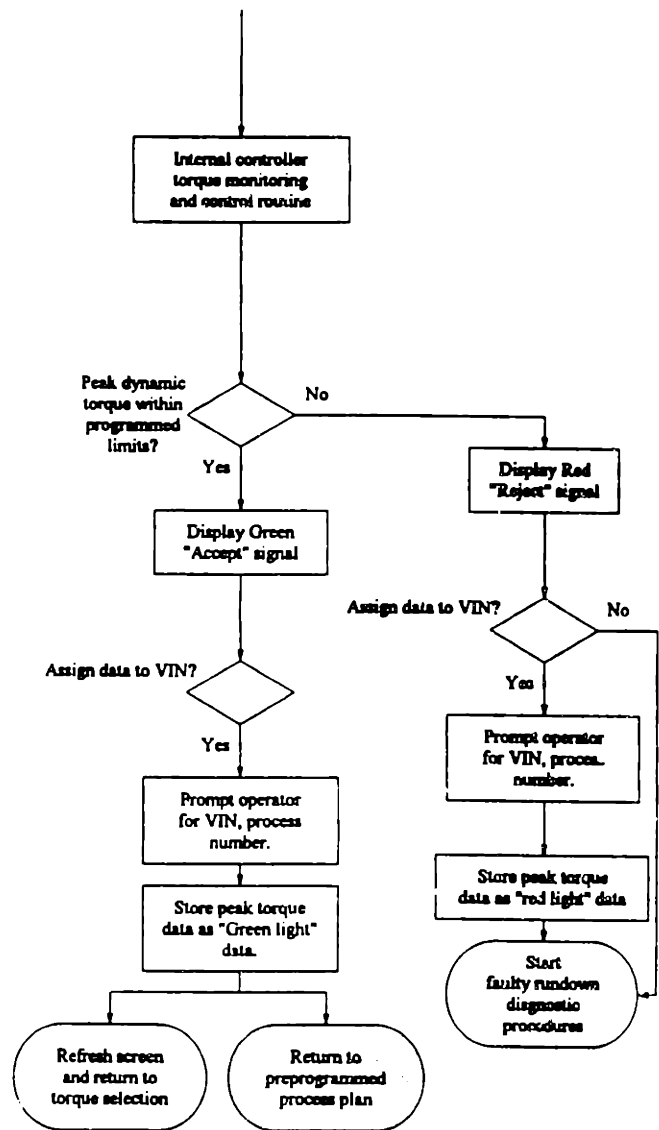 Internal controller
torque monitoring
and control routine
Peak dynamic
torque within
programmed
limits?
No
Yes
Display Red
"Reject" signal
Display Green
"Accept" signal
Assign data to VIN?
No
Yes
Assign data to VIN?
Yes
Prompt operator
for VIN, proces..
number.
Prompt operator
for VIN, process
number.
Store peak torque
data as "red light" data
Store peak torque
data as "Green light"
data.
Start
faulty rundown
diagnostic
procedures
Refresh screen
and return to
torque selection
Return to
preprogrammed
process plan